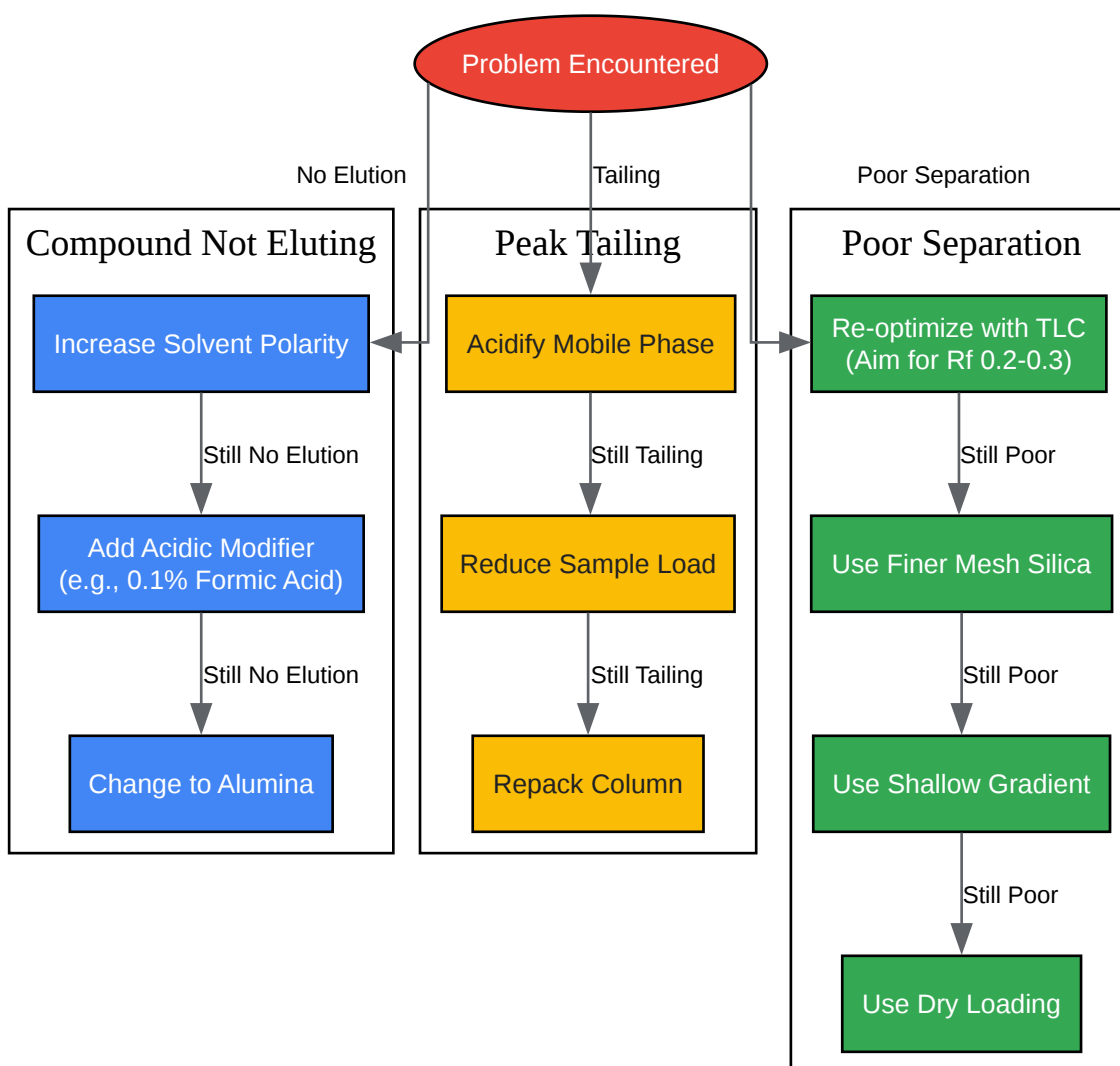 Problem Encountered
No Elution
Tailing
Poor Separation
Compound Not Eluting
Peak Tailing
Poor Separation
Increase Solvent Polarity
Acidify Mobile Phase
Re-optimize with TLC
(Aim for Rf 0.2-0.3)
Still No Elution
Still Tailing
Still Poor
Add Acidic Modifier
(e.g., 0.1% Formic Acid)
Reduce Sample Load
Use Finer Mesh Silica
Still No Elution
Still Tailing
Still Poor
Change to Alumina
Repack Column
Use Shallow Gradient
Still Poor
Use Dry Loading